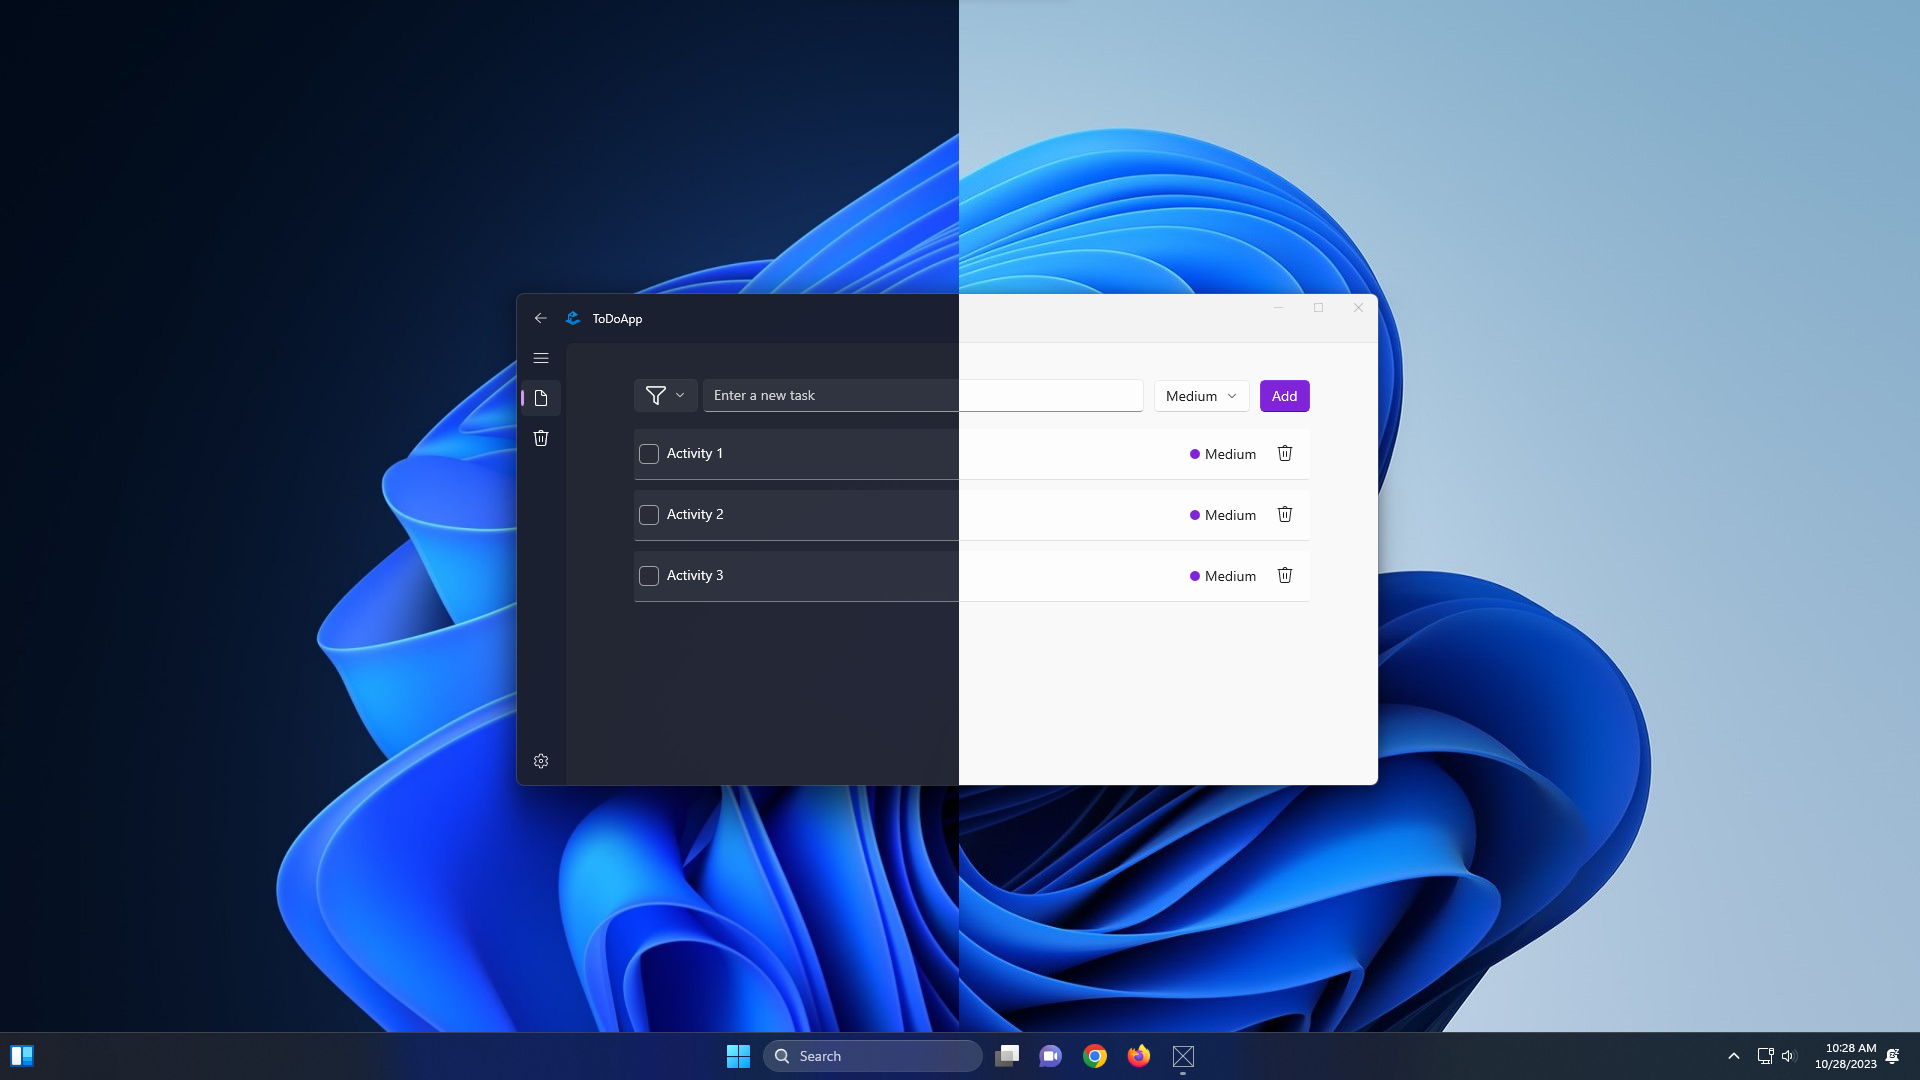 ToDoApp
Enter a new task
Medium
Add
Activity 1
Medium
Activity 2
Medium
Activity 3
Medium
Search
10:28 AM
10/28/2023